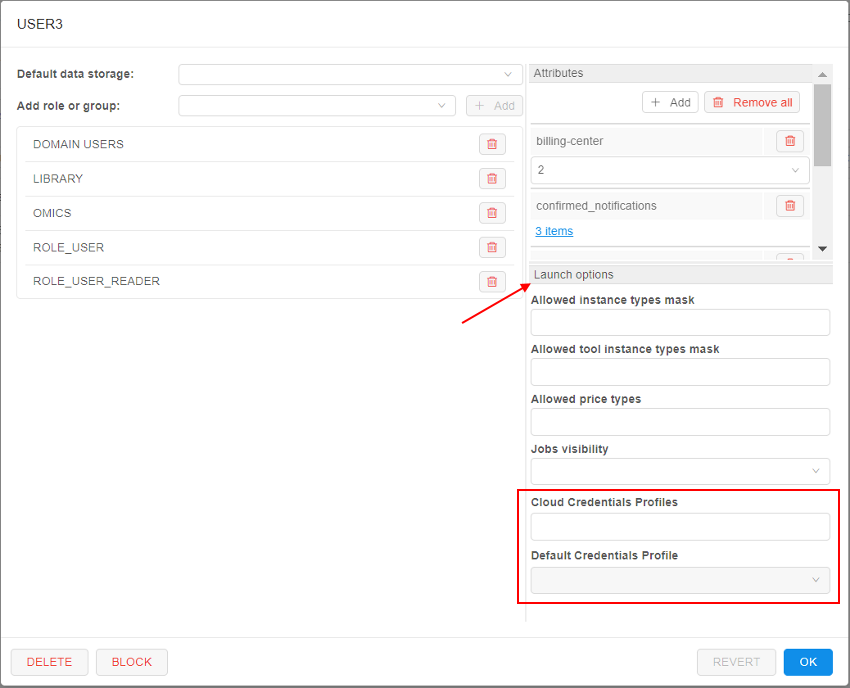 USER3
Default data storage:
Add role or group:
Add
DOMAIN USERS
LIBRARY
OMICS
ROLE_USER
ROLE_USER_READER
Attributes
Add
Remove all
billing-center
2
confirmed_notifications
3 items
Launch options
Allowed instance types mask
Allowed tool instance types mask
Allowed price types
Jobs visibility
Cloud Credentials Profiles
Default Credentials Profile
DELETE
BLOCK
REVERT
OK